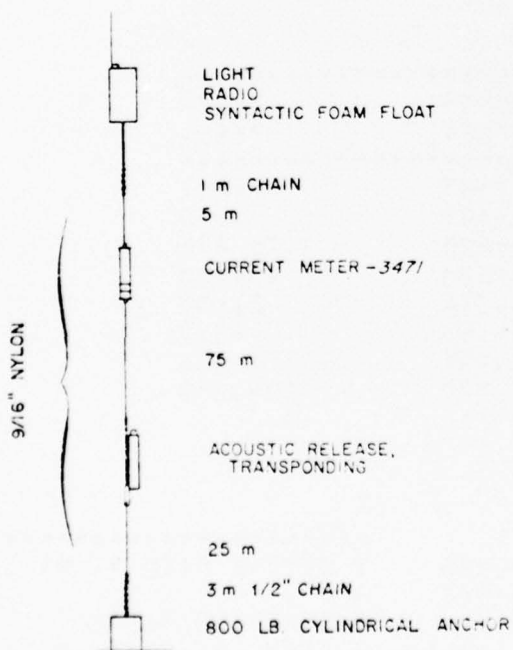 LIGHT
RADIO
SYNTACTIC FOAM FLOAT
1 m CHAIN
5 m
CURRENT METER -3471
9/16" NYLON
75 m
ACOUSTIC RELEASE,
TRANSPONDING
25 m
3 m 1/2" CHAIN
800 LB. CYLINDRICAL ANCHOR